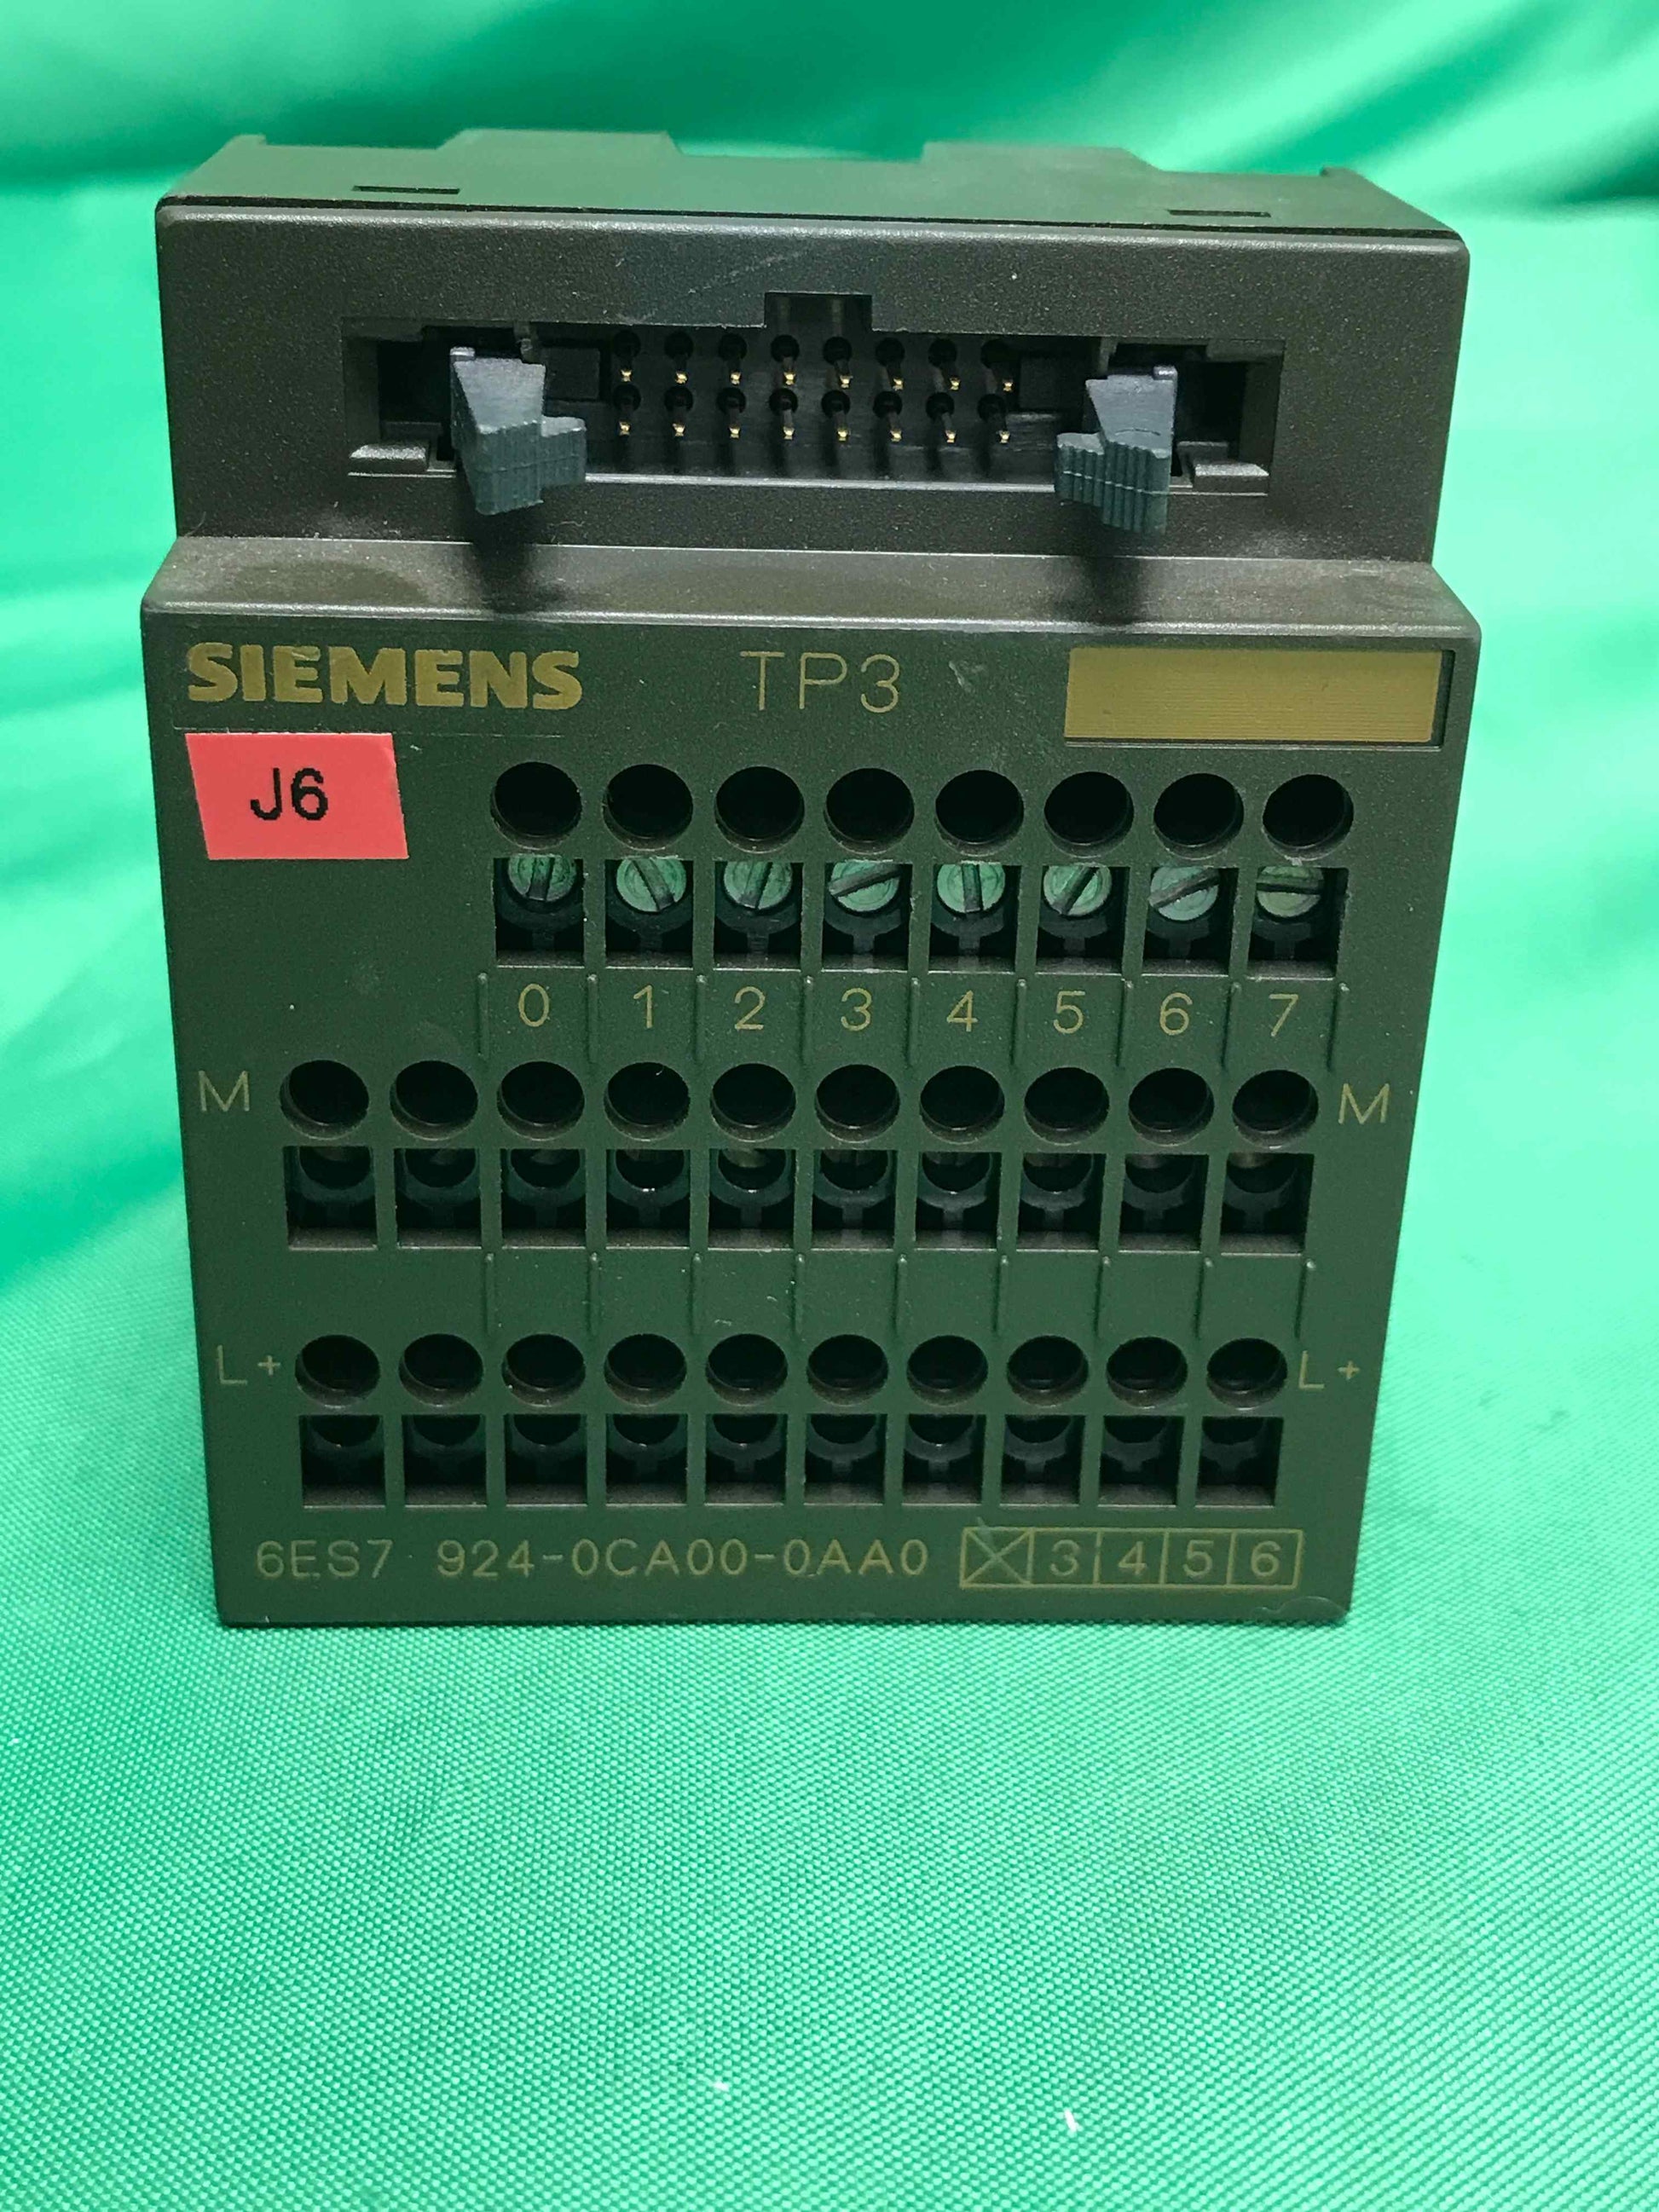 SIEMENS TP3
J6
0 1 2 3 4 5 6 7
M M
L+ L+
6ES7 924-0CA00-0AA0 X 3 4 5 6